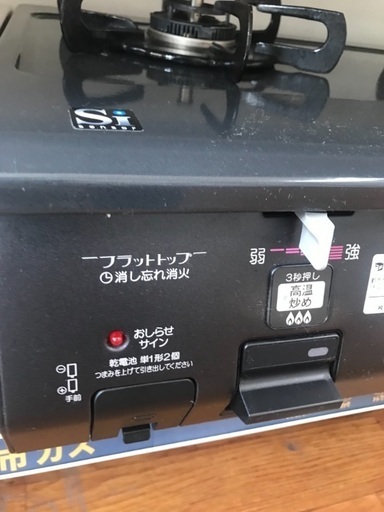 Si
sensor
フラットトップ
消し忘れ消火
弱 強
3秒押し
高温
炒め
おしらせ
サイン
乾電池 単1形2個
つまみを上げて引き出してください
手前
市ガス